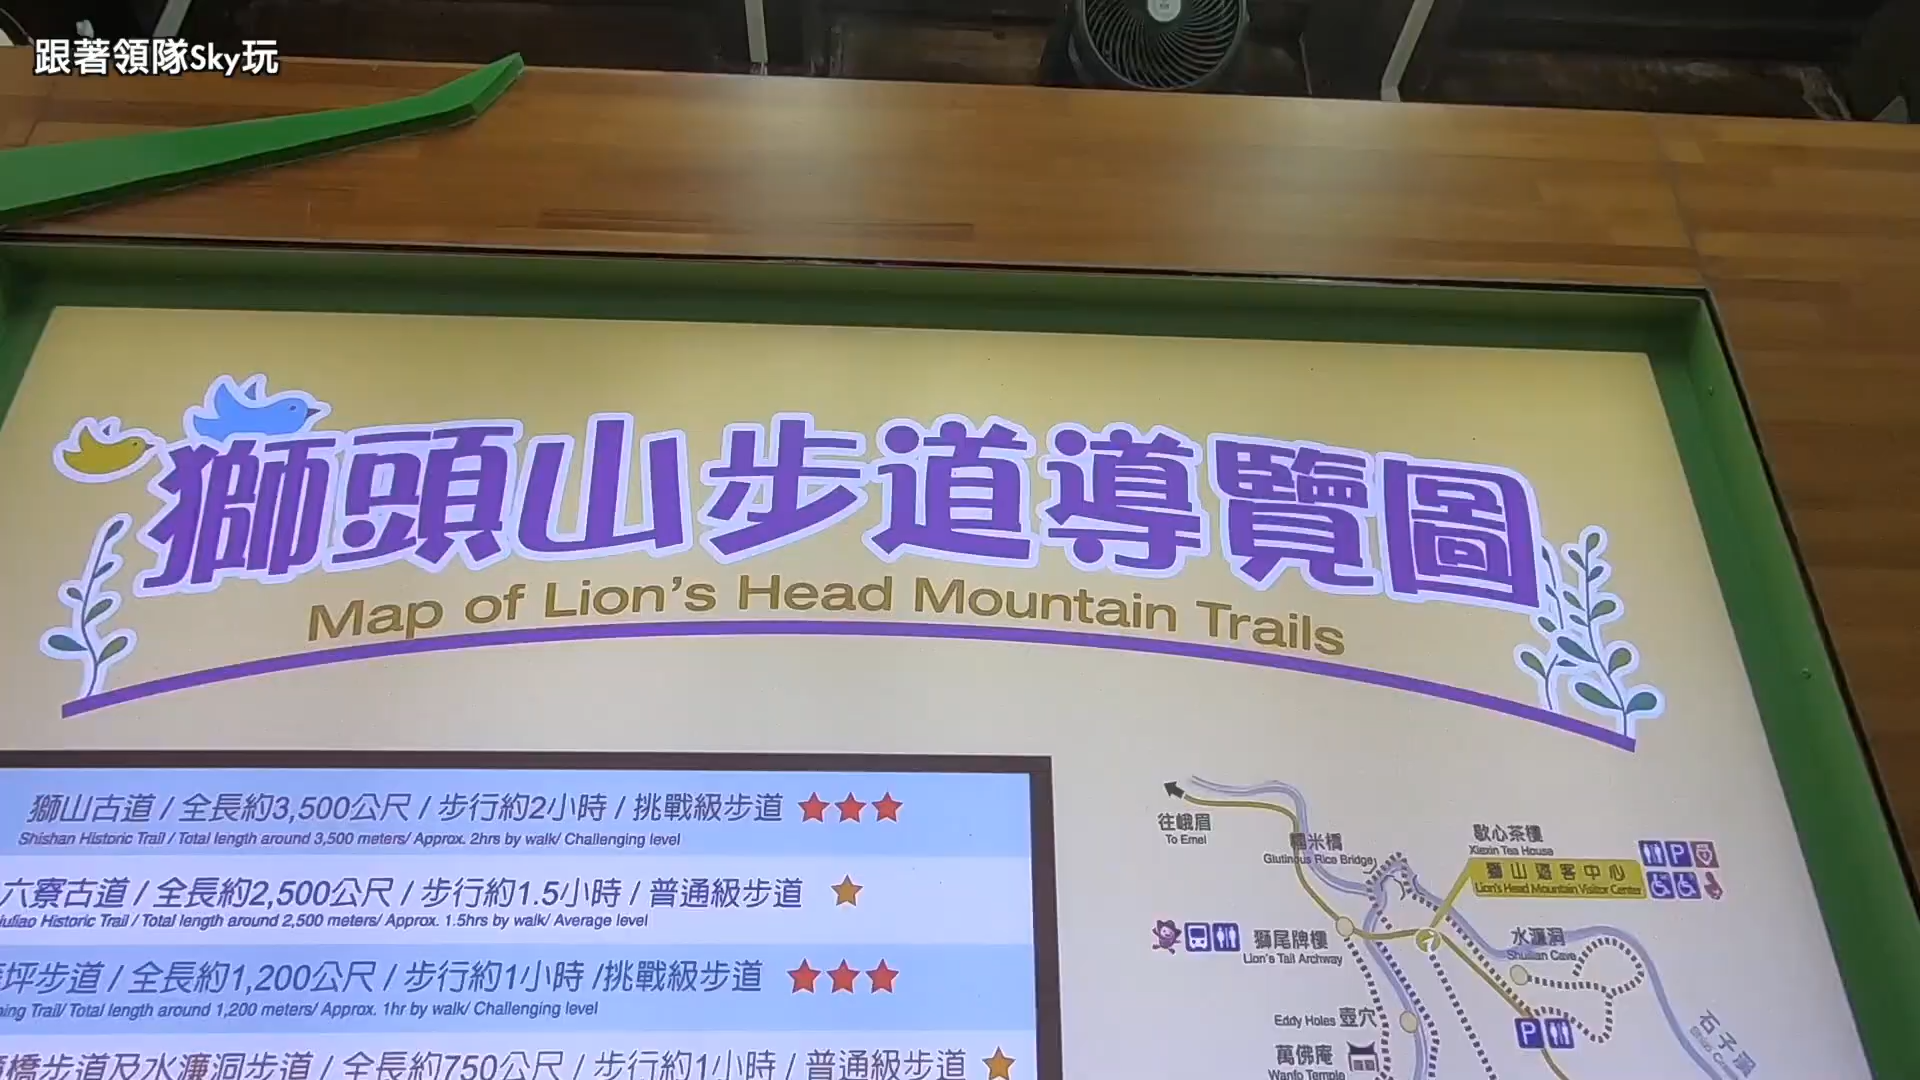 跟著領隊Sky玩
獅頭山步道導覽圖
Map of Lion's Head Mountain Trails
獅山古道 / 全長約3,500公尺 / 步行約2小時 / 挑戰級步道
Shishan Historic Trail / Total length around 3,500 meters/ Approx. 2hrs by walk/ Challenging level
六寮古道 / 全長約2,500公尺 / 步行約1.5小時 / 普通級步道
Historic Trail / Total length around 2,500 meters/ Approx. 1.5hrs by walk/ Average level
坪步道 / 全長約1,200公尺 / 步行約1小時 /挑戰級步道
Trail/ Total length around 1,200 meters/ Approx. 1hr by walk/ Challenging level
橋步道及水濂洞步道 / 全長約750公尺 / 步行約1小時 / 普通級步道
往峨眉
To Emei
糯米橋
Glutinous Rice Bridge
歇心茶樓
Xiexin Tea House
獅山遊客中心
Lion's Head Mountain Visitor Center
P
獅尾牌樓
Lion's Tail Archway
水濂洞
Shuilian Cave
P
Eddy Holes 壺穴
萬佛庵
Wanfo Temple
石子溪